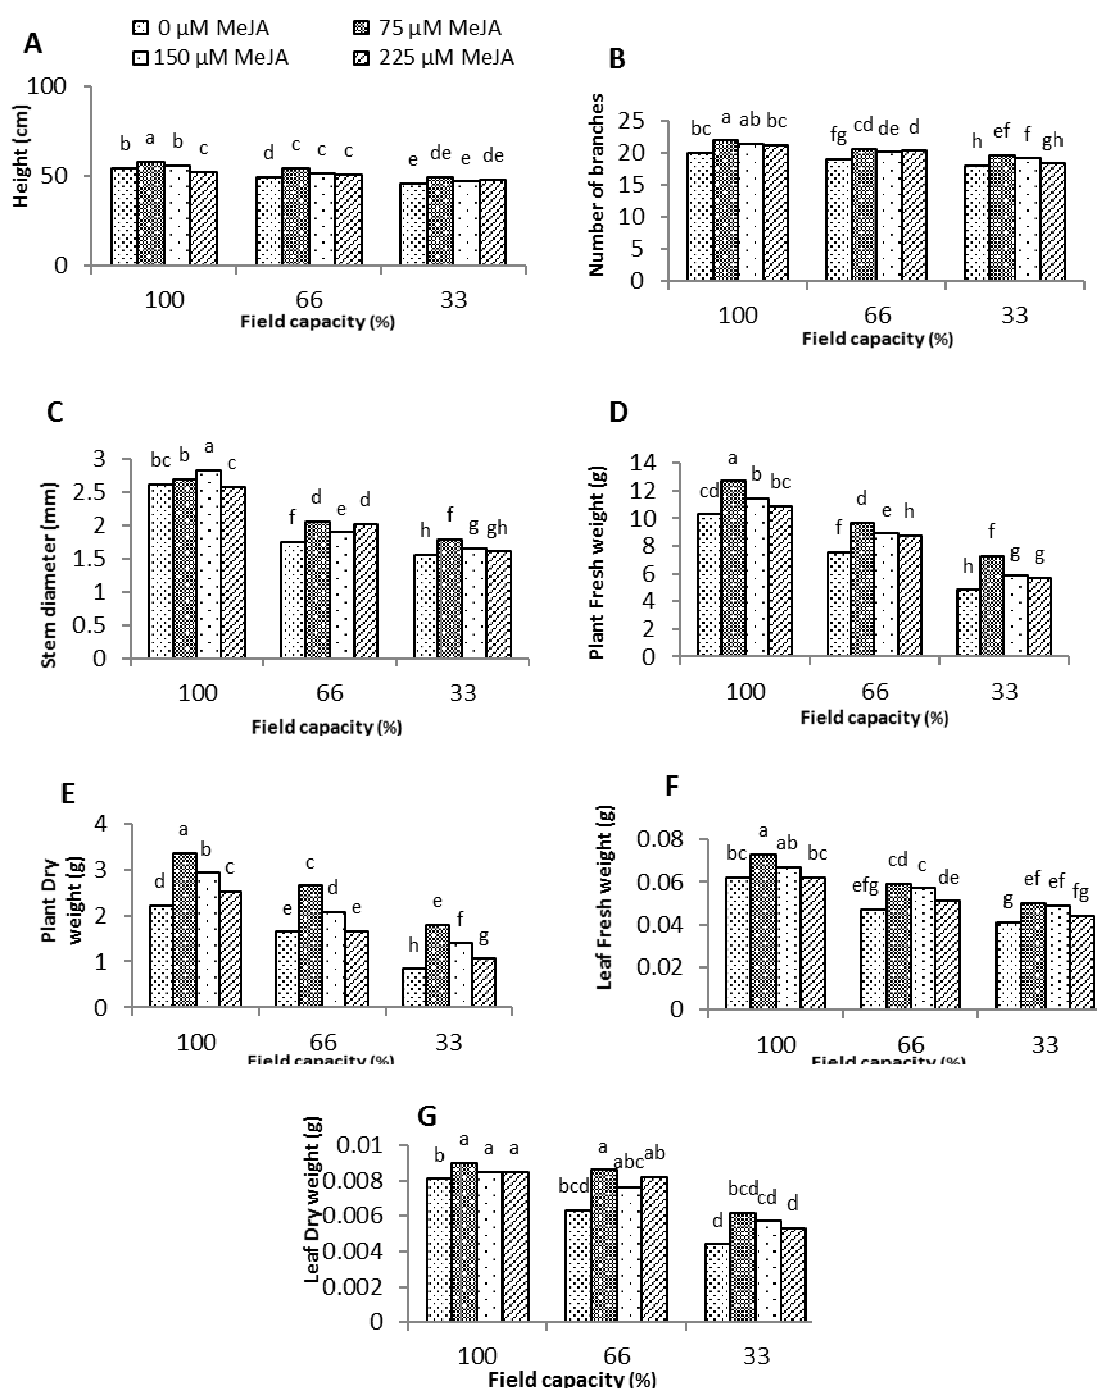 A
0 µM MeJA 75 µM MeJA
150 µM MeJA 225 µM MeJA
Height (cm)
100
50
0
b a b c
d c c c
e de e de
100 66 33
Field capacity (%)
B
Number of branches
25
20
15
10
5
0
bc a ab bc
fg cd de d
h ef f gh
100 66 33
Field capacity (%)
C
Stem diameter (mm)
3
2.5
2
1.5
1
0.5
0
bc b a c
f d e d
h f g gh
100 66 33
Field capacity (%)
D
Plant Fresh weight (g)
14
12
10
8
6
4
2
0
cd a b bc
f d e h
h f g g
100 66 33
Field capacity (%)
E
Plant Dry
weight (g)
4
3
2
1
0
d a b c
e c d e
h e f g
100 66 33
Field capacity (%)
F
Leaf Fresh weight (g)
0.08
0.06
0.04
0.02
0
bc a ab bc
efg cd c de
g ef ef fg
100 66 33
Field capacity (%)
G
Leaf Dry weight (g)
0.01
0.008
0.006
0.004
0.002
0
b a a a
bcd a abc ab
d bcd cd d
100 66 33
Field capacity (%)